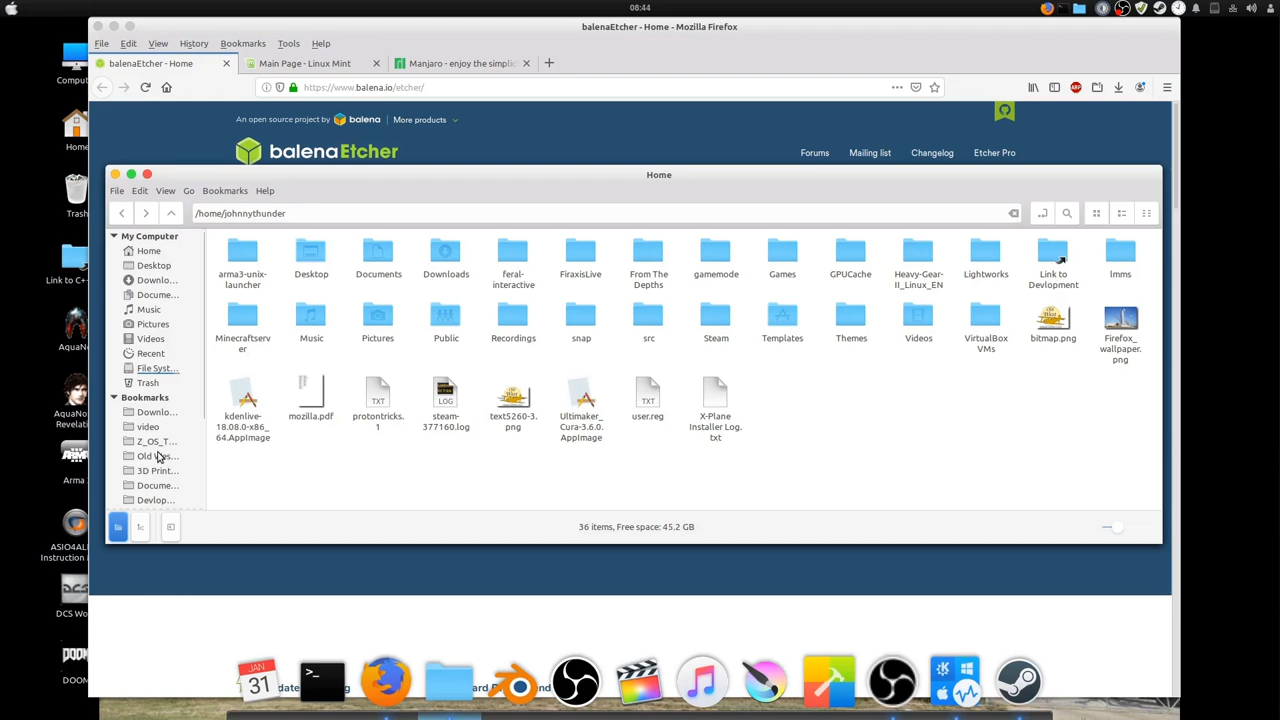 08:44
balenaEtcher - Home - Mozilla Firefox
File Edit View History Bookmarks Tools Help
balenaEtcher - Home
Main Page - Linux Mint
Manjaro - enjoy the simplic
https://www.balena.io/etcher/
ABP
An open source project by balena More products
balenaEtcher
Forums Mailing list Changelog Etcher Pro
Home
File Edit View Go Bookmarks Help
/home/johnnythunder
My Computer
Home
Desktop
Downlo...
Docume...
Music
Pictures
Videos
Recent
File Syst...
Trash
Bookmarks
Downlo...
video
Z_OS_T...
3D Print...
Docume...
Devlop...
arma3-unix-launcher
Desktop
Documents
Downloads
feral-interactive
FiraxisLive
From The Depths
gamemode
Games
GPUCache
Heavy-Gear-II_Linux_EN
Lightworks
Link to Devlopment
lmms
Minecraftserver
Music
Pictures
Public
Recordings
snap
src
Steam
Templates
Themes
Videos
VirtualBox VMs
bitmap.png
Firefox_wallpaper.png
kdenlive-18.08.0-x86_64.AppImage
mozilla.pdf
TXT
protontricks.1
LOG
steam-377160.log
text5260-3.png
Ultimaker_Cura-3.6.0.AppImage
TXT
user.reg
X-Plane Installer Log.txt
36 items, Free space: 45.2 GB
Comput
Home
Trash
Link to C++
AquaNo
AquaNo
Revelati
ARMA
Arma
ASIO4AL
Instruction
DCS Wo
DOOM
JAN
31